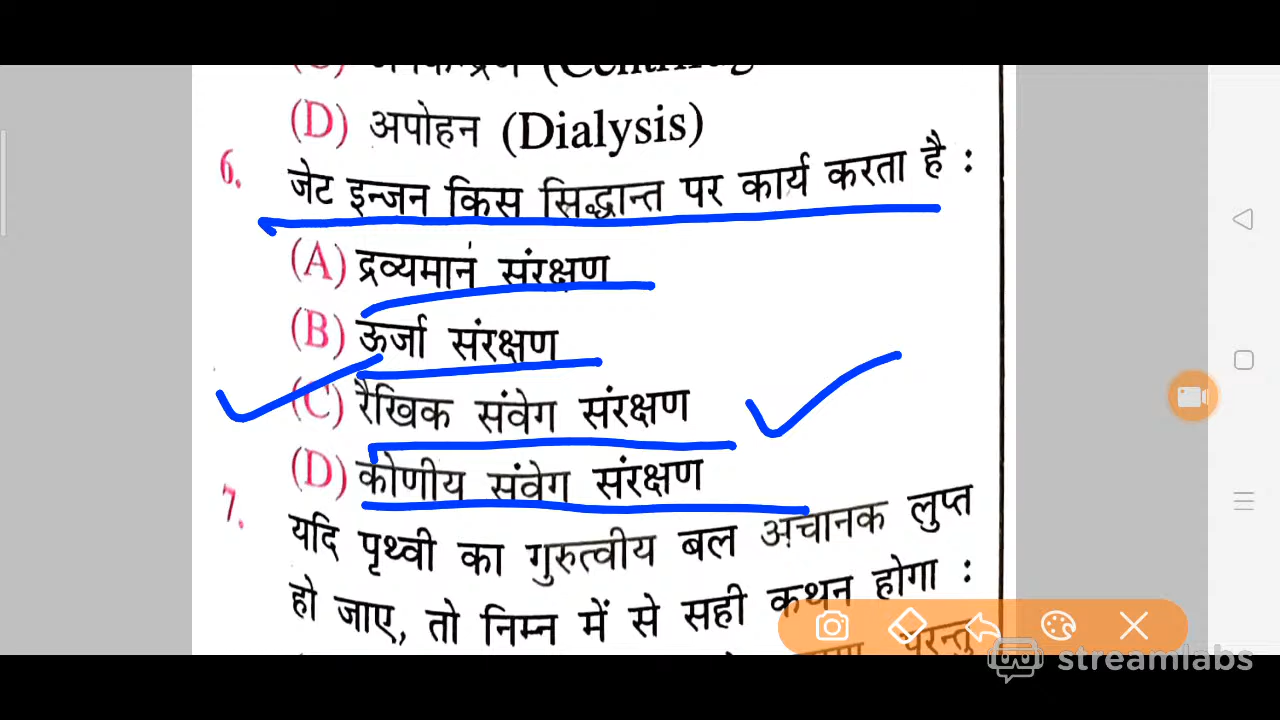 (D) अपोहन (Dialysis)
6. जेट इन्जन किस सिद्धान्त पर कार्य करता है :
(A) द्रव्यमान संरक्षण
(B) ऊर्जा संरक्षण
(C) रैखिक संवेग संरक्षण
(D) कोणीय संवेग संरक्षण
7. यदि पृथ्वी का गुरुत्वीय बल अचानक लुप्त
हो जाए, तो निम्न में से सही कथन होगा :
परन्तु
streamlabs